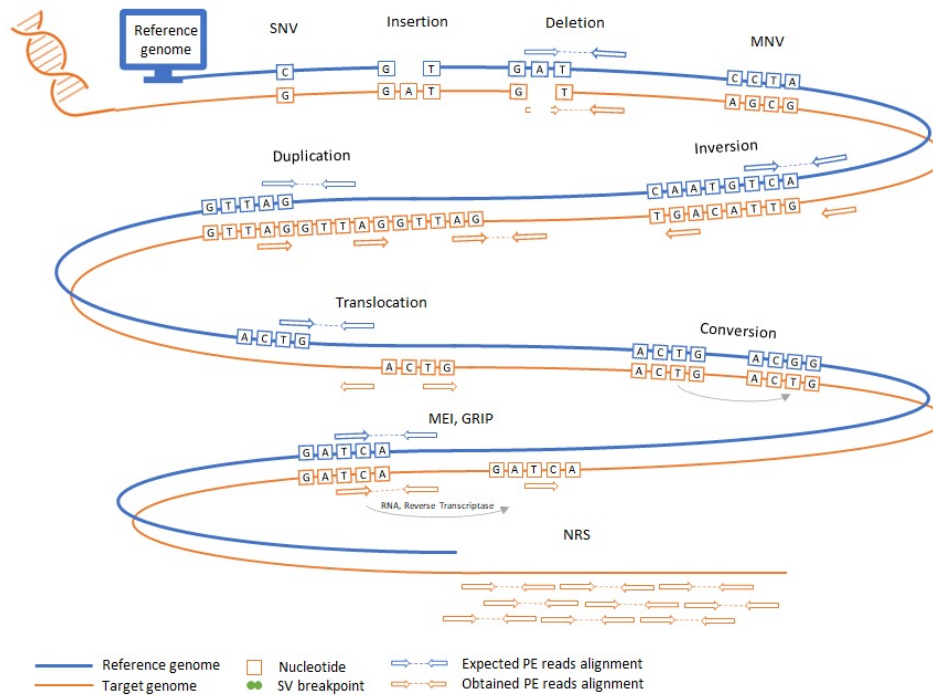 Reference
genome
SNV
Insertion
Deletion
MNV
C
G T
G A T
C C T A
G
G A T
G T
A G C G
Duplication
Inversion
G T T A G
C A A T G T C A
G T T A G G T T A G G T T A G
T G A C A T T G
Translocation
Conversion
A C T G
A C T G
A C G G
A C T G
A C T G
A C T G
MEI, GRIP
G A T C A
G A T C A
G A T C A
RNA, Reverse Transcriptase
NRS
Reference genome
Nucleotide
Expected PE reads alignment
Target genome
SV breakpoint
Obtained PE reads alignment